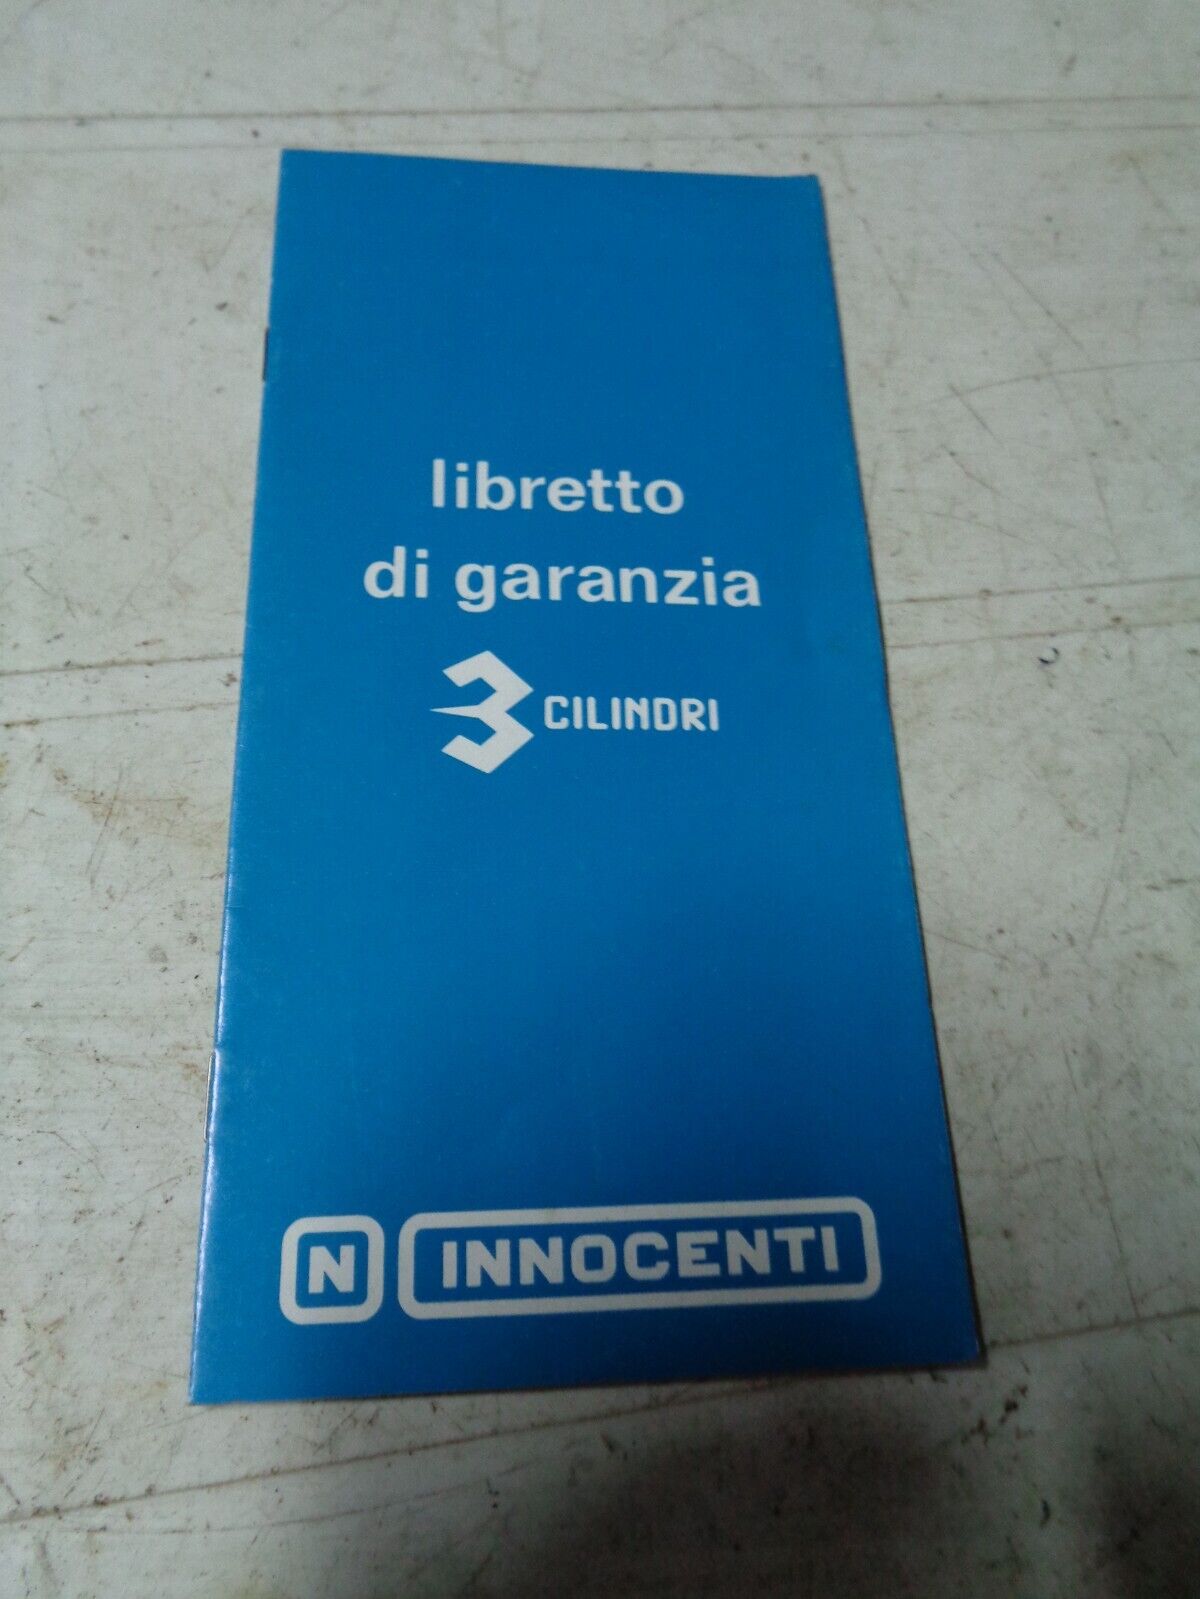 libretto
di garanzia
3 CILINDRI
N INNOCENTI